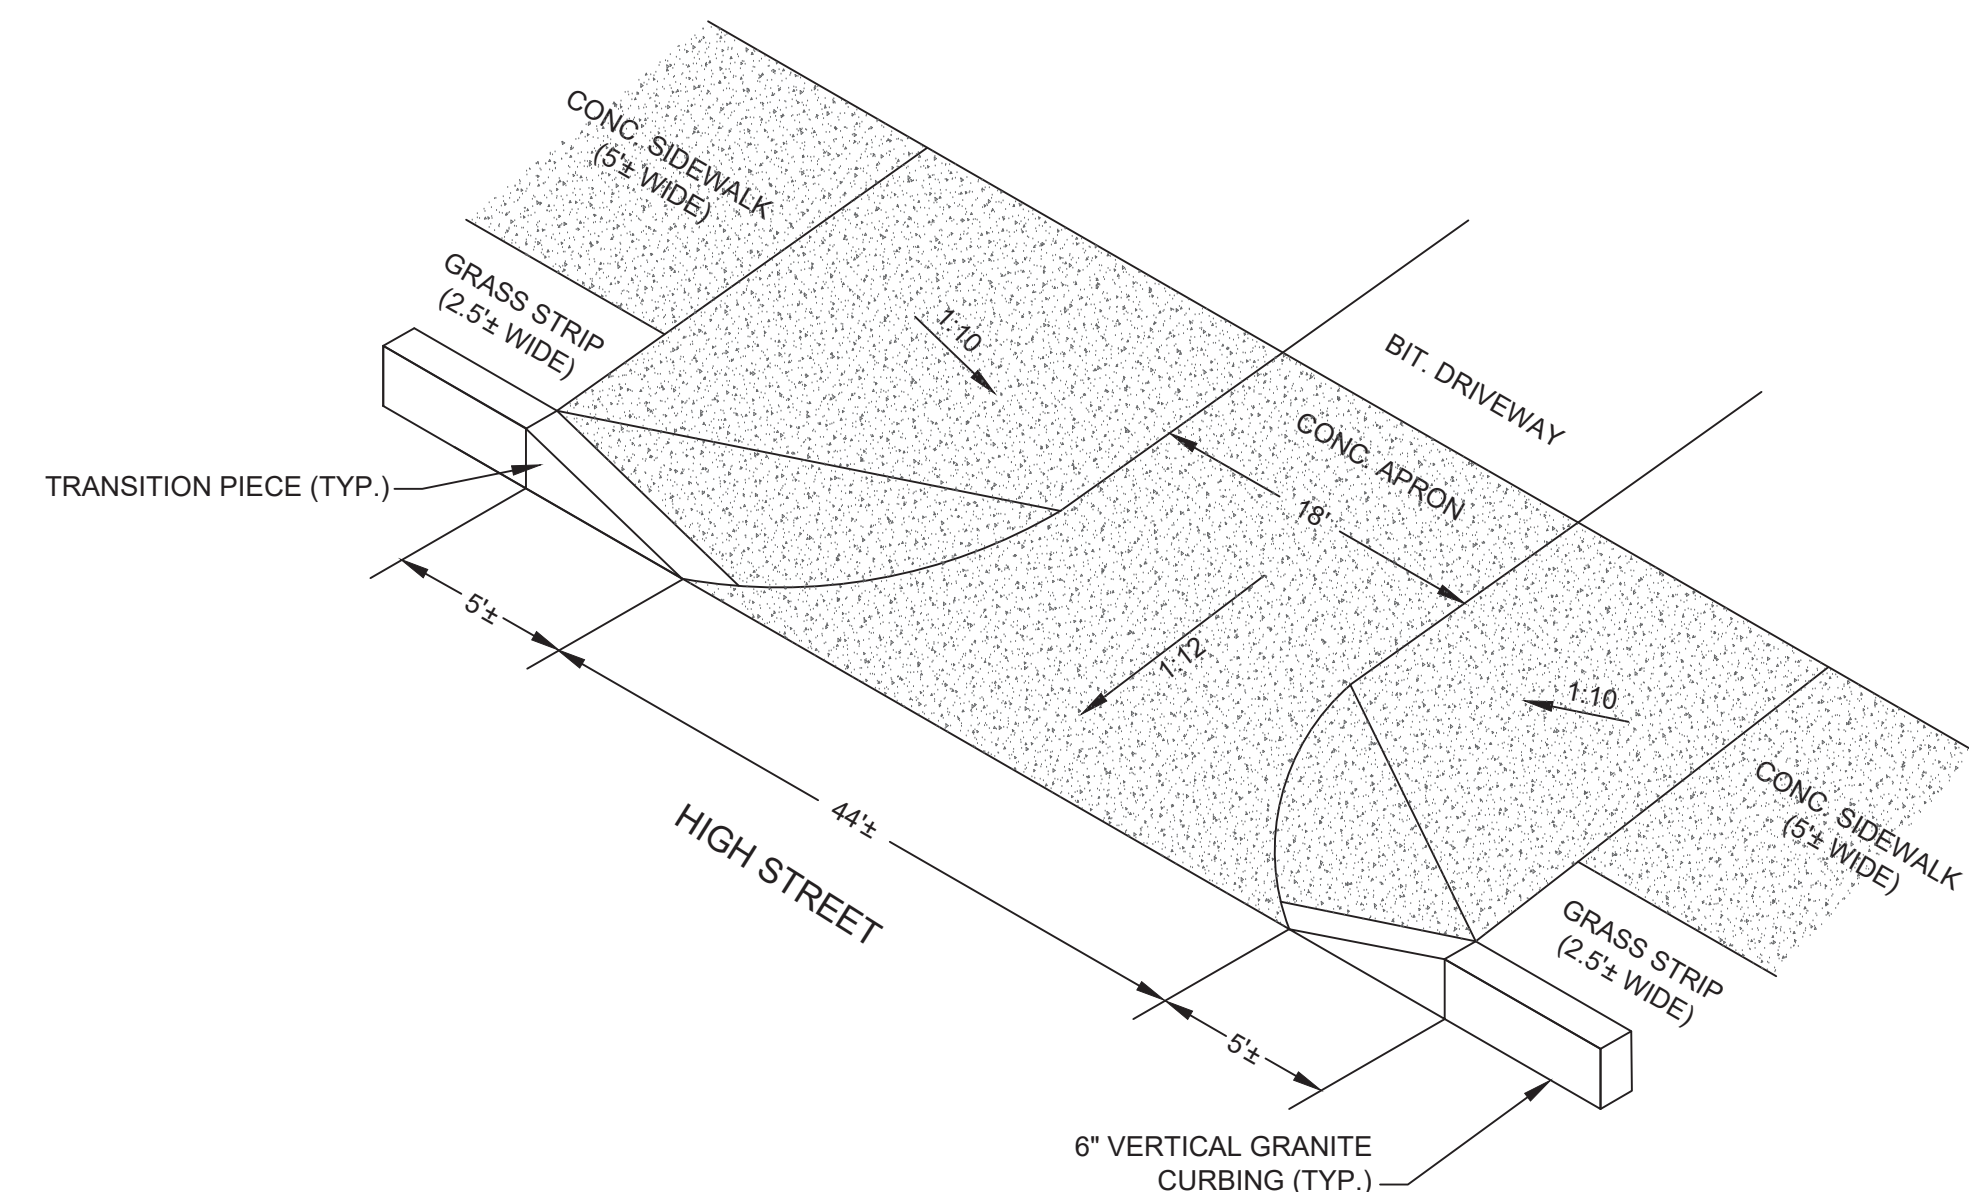 CONC. SIDEWALK
(5'± WIDE)
GRASS STRIP
(2.5'± WIDE)
1:10
BIT. DRIVEWAY
CONC. APRON
TRANSITION PIECE (TYP.)
18'
5'±
1:12
1:10
44'±
HIGH STREET
CONC. SIDEWALK
(5'± WIDE)
GRASS STRIP
(2.5'± WIDE)
5'±
6" VERTICAL GRANITE
CURBING (TYP.)